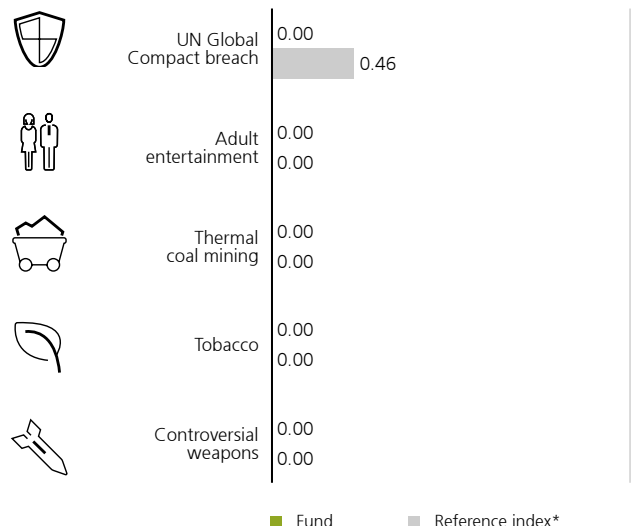 UN Global
Compact breach
0.00
0.46
Adult
entertainment
0.00
0.00
Thermal
coal mining
0.00
0.00
Tobacco
0.00
0.00
Controversial
weapons
0.00
0.00
Fund
Reference index*